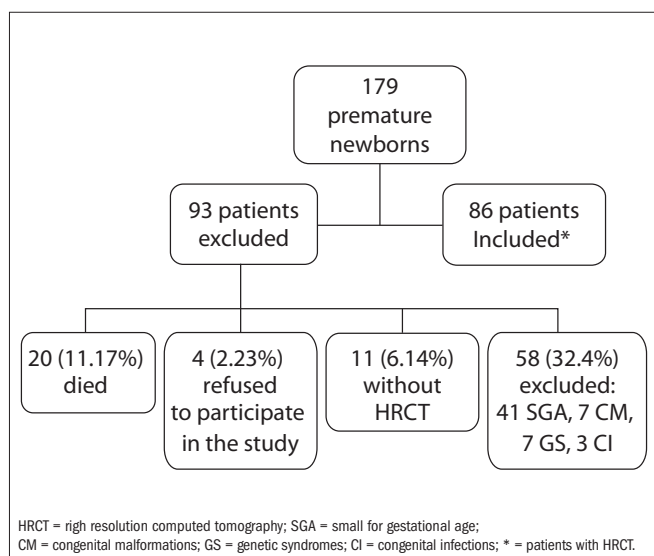 179
premature
newborns
93 patients
excluded
86 patients
Included*
20 (11.17%)
died
4 (2.23%)
refused
to participate
in the study
11 (6.14%)
without
HRCT
58 (32.4%)
excluded:
41 SGA, 7 CM,
7 GS, 3 CI
HRCT = righ resolution computed tomography; SGA = small for gestational age;
CM = congenital malformations; GS = genetic syndromes; CI = congenital infections; * = patients with HRCT.